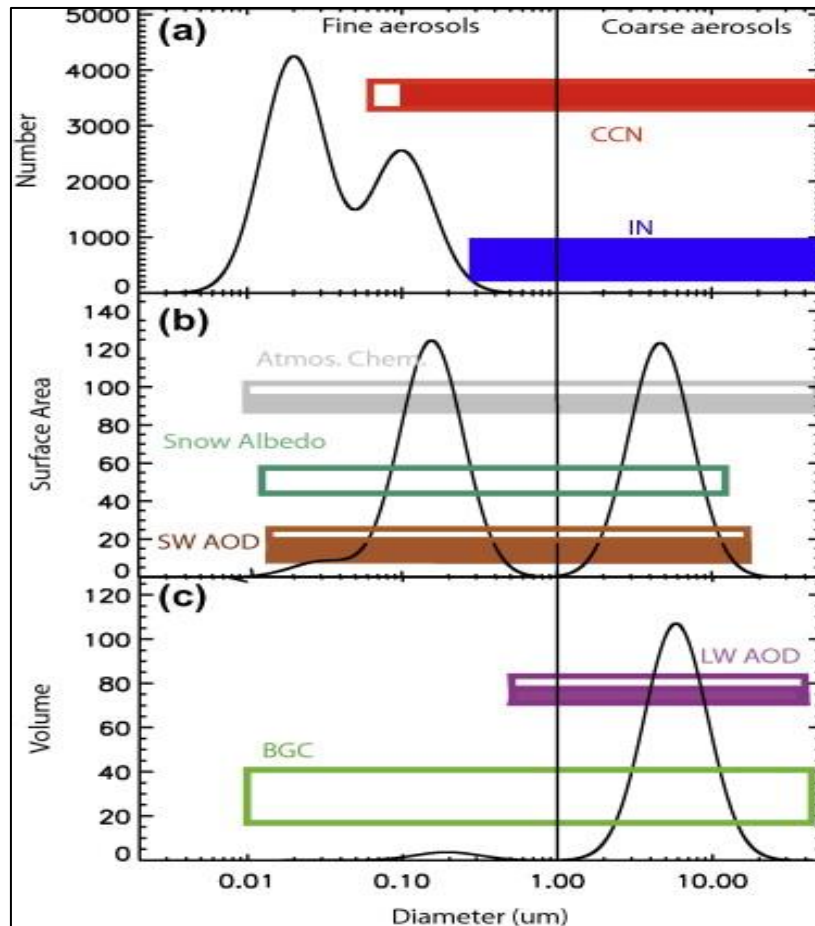 (a) Fine aerosols Coarse aerosols
5000
4000
3000
2000
1000
0
Number
CCN
IN
(b)
140
120
100
80
60
40
20
0
Surface Area
Atmos. Chem.
Snow Albedo
SW AOD
(c)
120
100
80
60
40
20
0
Volume
LW AOD
BGC
0.01 0.10 1.00 10.00
Diameter (um)